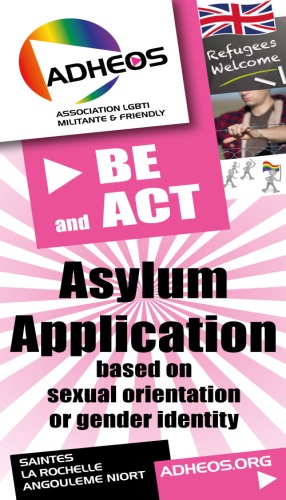 ADHEOS
ASSOCIATION LGBTI
MILITANTE & FRIENDLY
Refugees
Welcome
BE
and ACT
Asylum
Application
based on
sexual orientation
or gender identity
SAINTES
LA ROCHELLE
ANGOULEME NIORT
ADHEOS.ORG